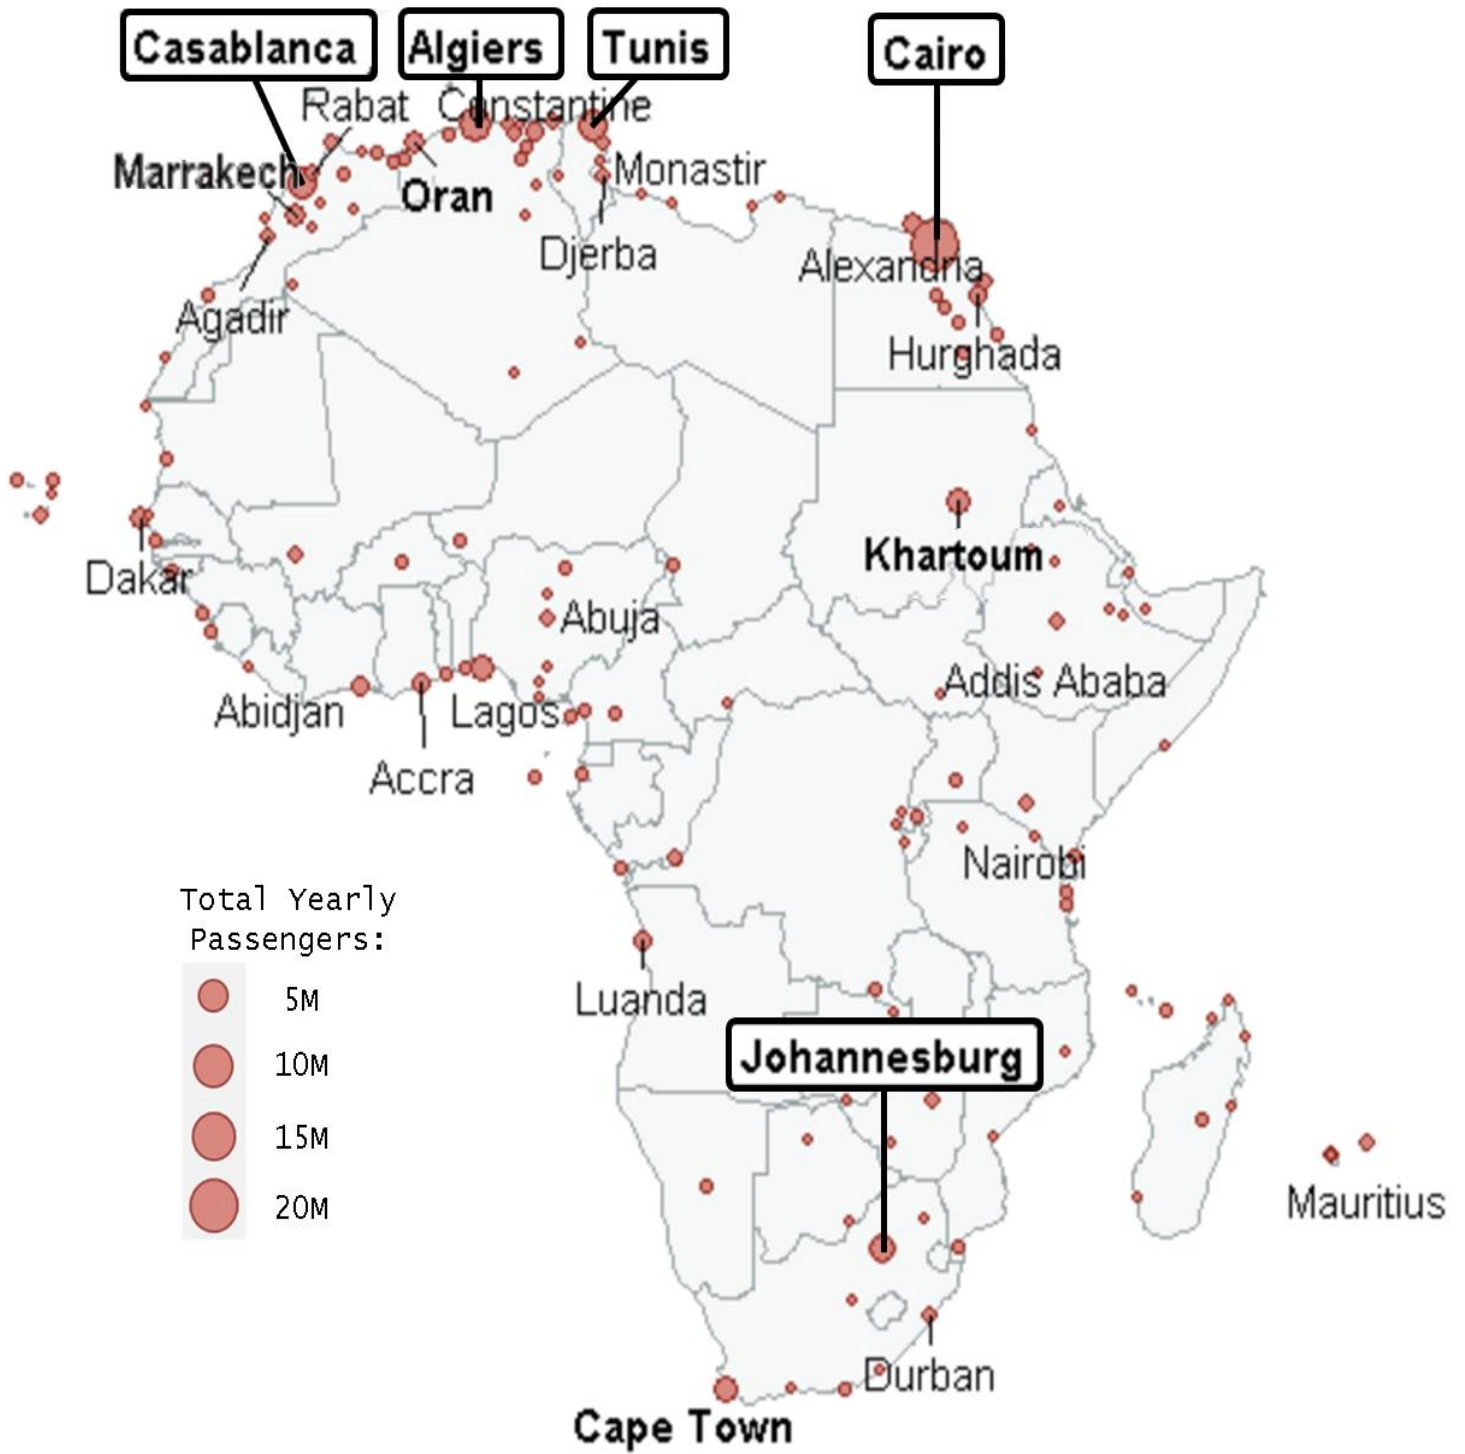 Casablanca
Algiers
Tunis
Cairo
Rabat
Constantine
Marrakech
Oran
Monastir
Djerba
Alexandria
Agadir
Hurghada
Khartoum
Dakar
Abuja
Addis Ababa
Abidjan
Lagos
Accra
Nairobi
Total Yearly
Passengers:
5M
10M
15M
20M
Luanda
Johannesburg
Mauritius
Durban
Cape Town